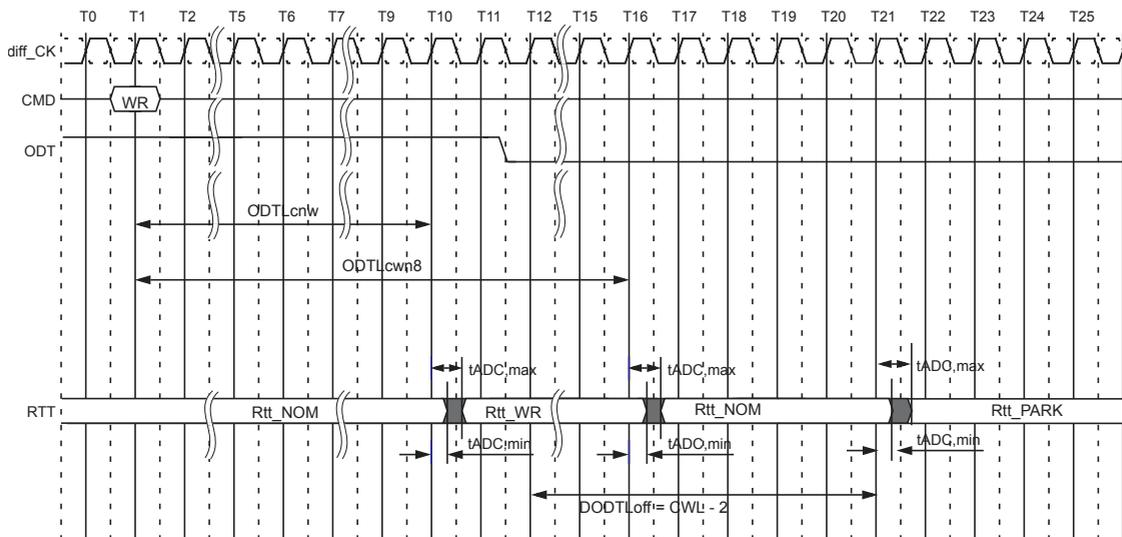 T0 T1 T2 T5 T6 T7 T9 T10 T11 T12 T15 T16 T17 T18 T19 T20 T21 T22 T23 T24 T25
diff_CK
CMD WR
ODT
ODTLcnw
ODTLcwn8
tADC,max tADC,max tADC,max
RTT Rtt_NOM Rtt_WR Rtt_NOM Rtt_PARK
tADC,min tADC,min tADC,min
DODTLoff = CWL - 2